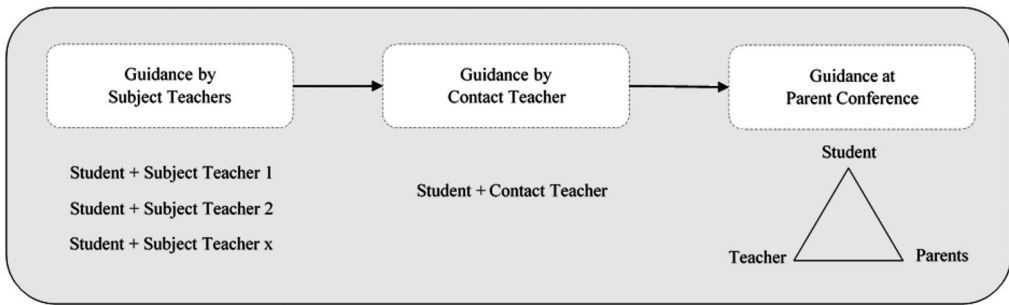 Guidance by
Subject Teachers
Guidance by
Contact Teacher
Guidance at
Parent Conference
Student + Subject Teacher 1
Student + Subject Teacher 2
Student + Subject Teacher x
Student + Contact Teacher
Student
Teacher
Parents